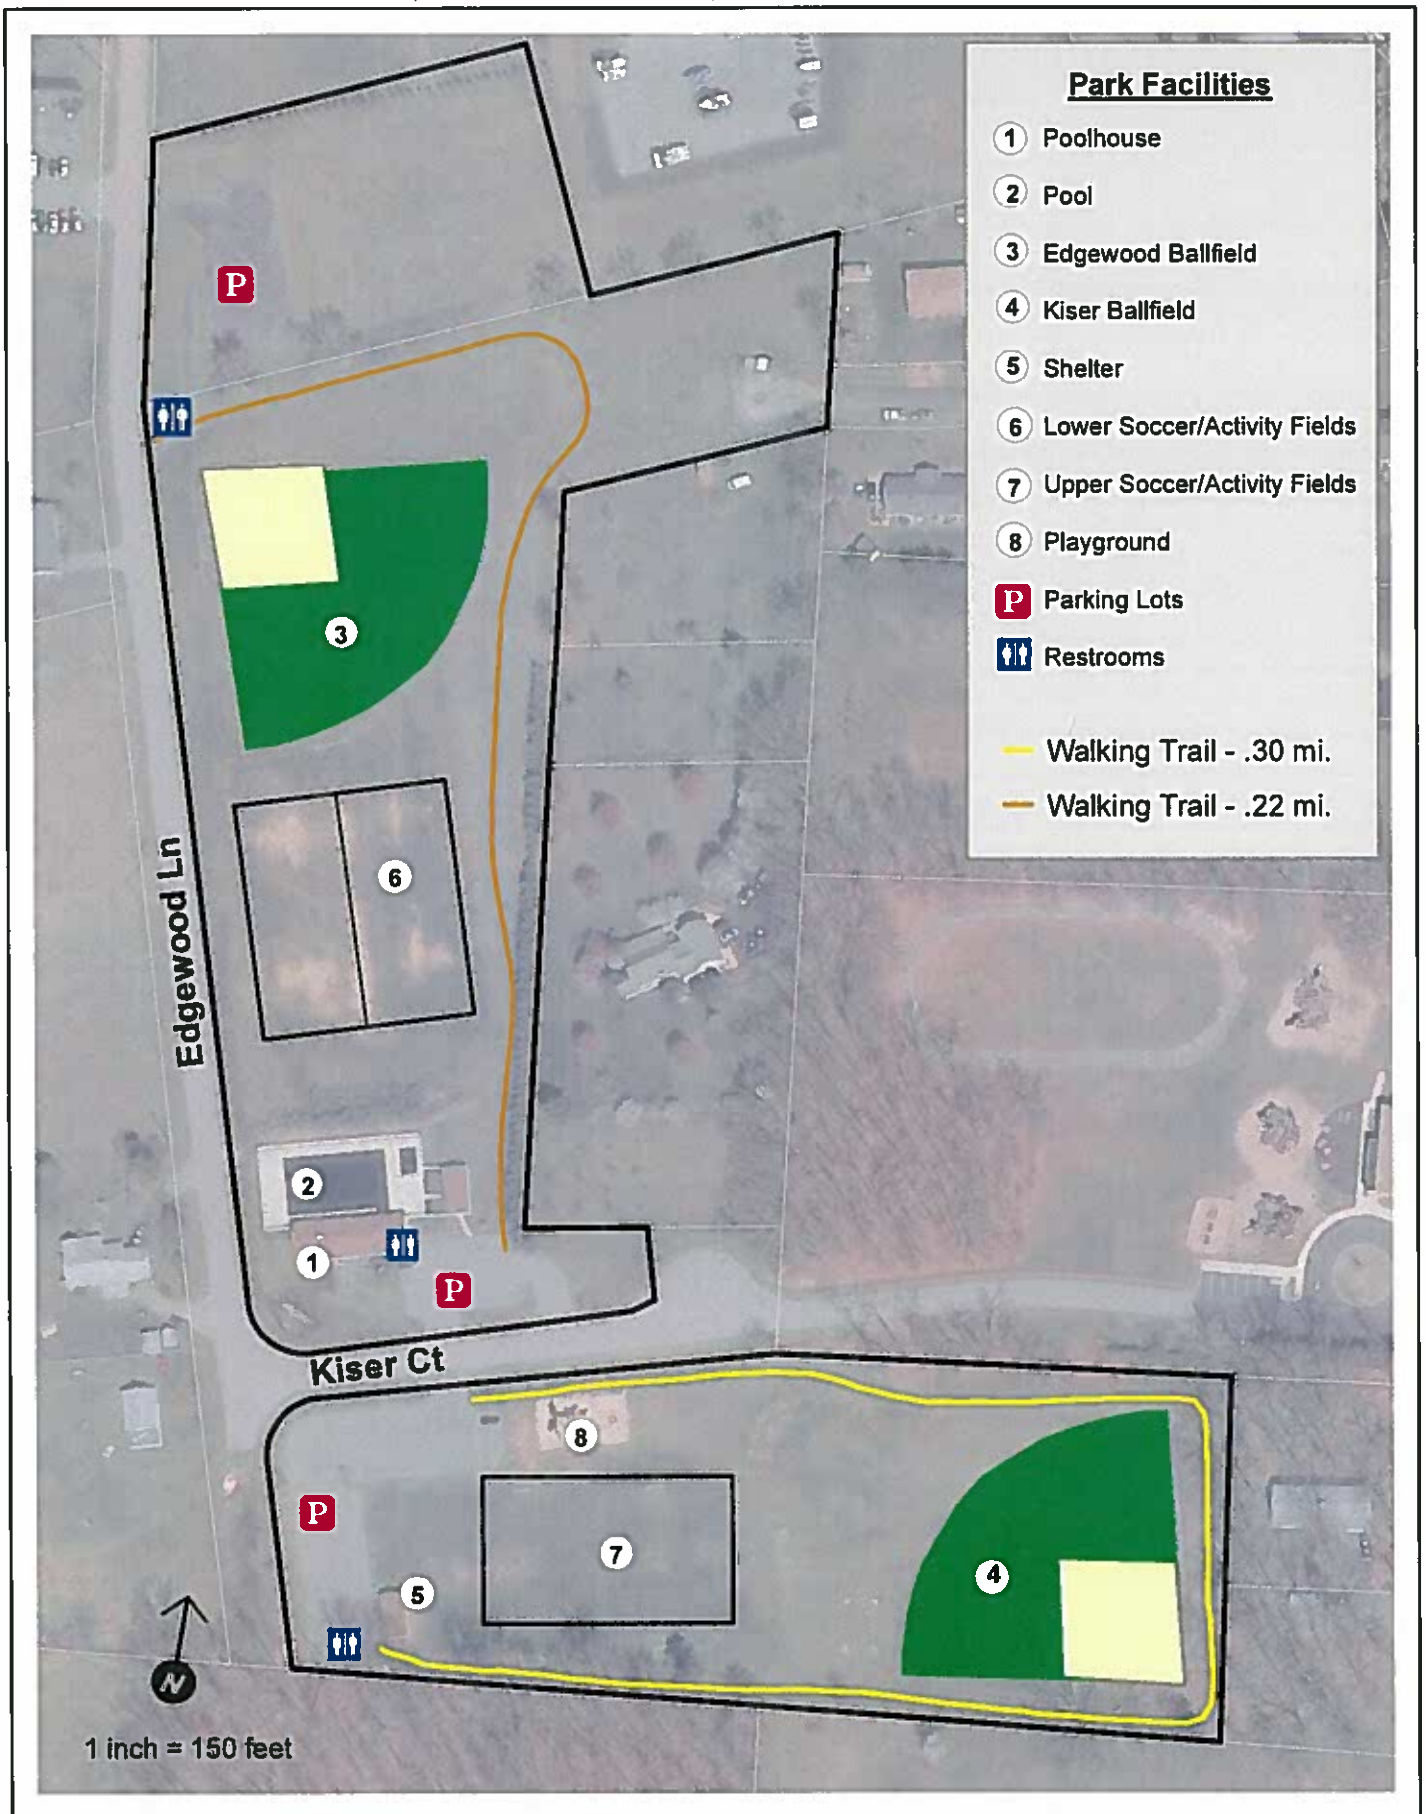 Park Facilities
1 Poolhouse
2 Pool
3 Edgewood Ballfield
4 Kiser Ballfield
5 Shelter
6 Lower Soccer/Activity Fields
7 Upper Soccer/Activity Fields
8 Playground
P Parking Lots
Restrooms
Walking Trail - .30 mi.
Walking Trail - .22 mi.
P
3
6
Edgewood Ln
2
1
P
Kiser Ct
8
P
7
4
5
N
1 inch = 150 feet